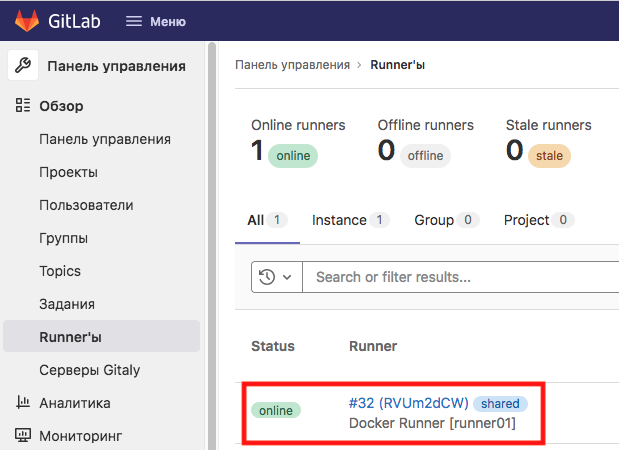 GitLab
Меню
Панель управления
Обзор
Панель управления
Проекты
Пользователи
Группы
Topics
Задания
Runner'ы
Серверы Gitaly
Аналитика
Мониторинг
Панель управления › Runner'ы
Online runners
1 online
Offline runners
0 offline
Stale runners
0 stale
All 1 Instance 1 Group 0 Project 0
Search or filter results...
Status Runner
online #32 (RVUm2dCW) shared
Docker Runner [runner01]